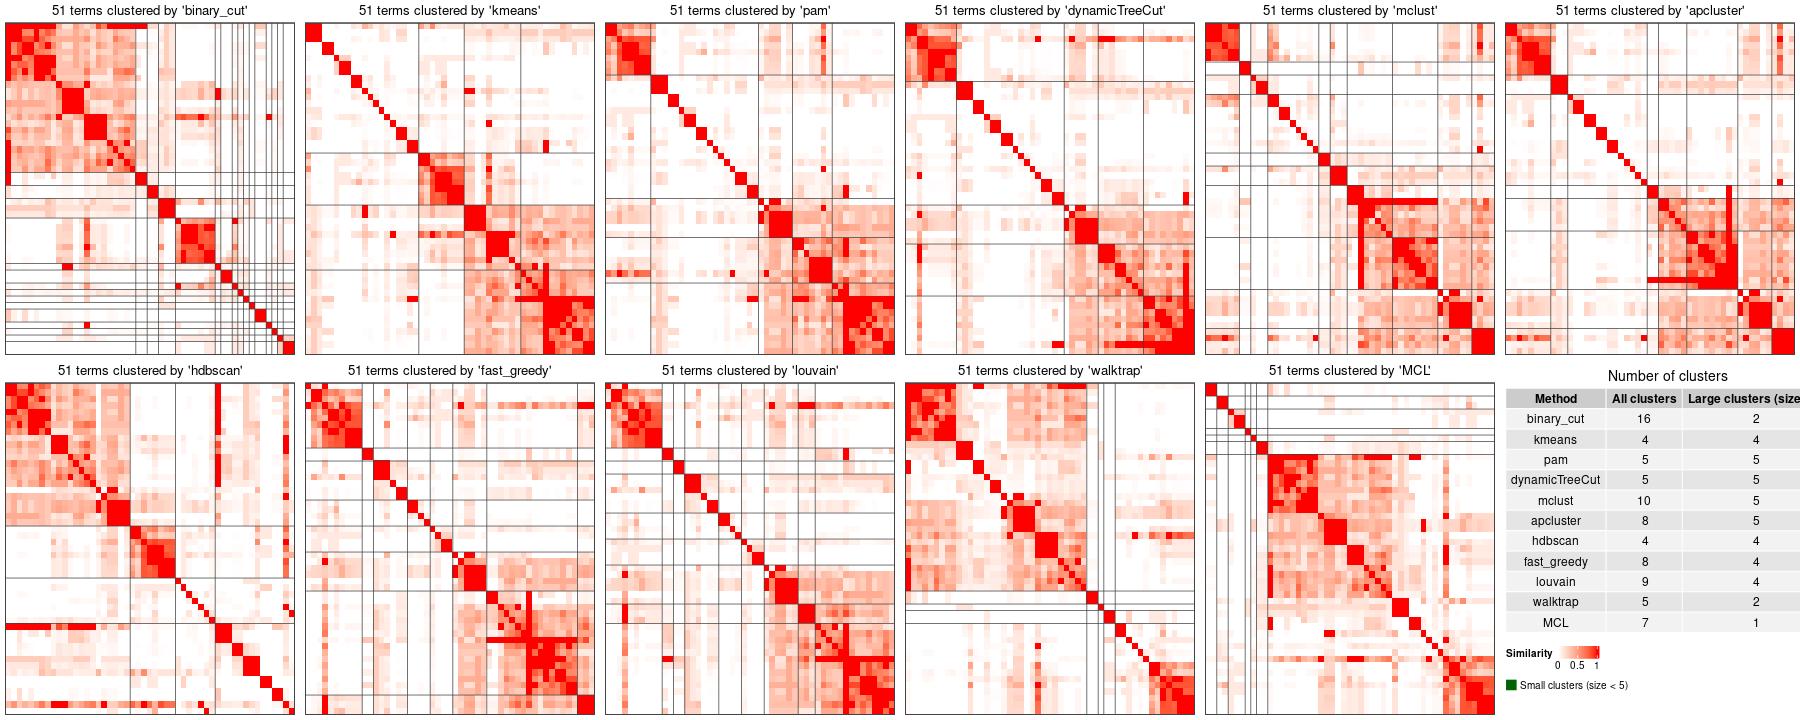 51 terms clustered by 'binary_cut'
51 terms clustered by 'kmeans'
51 terms clustered by 'pam'
51 terms clustered by 'dynamicTreeCut'
51 terms clustered by 'mclust'
51 terms clustered by 'apcluster'
51 terms clustered by 'hdbscan'
51 terms clustered by 'fast_greedy'
51 terms clustered by 'louvain'
51 terms clustered by 'walktrap'
51 terms clustered by 'MCL'
Number of clusters
Method All clusters Large clusters (size
binary_cut 16 2
kmeans 4 4
pam 5 5
dynamicTreeCut 5 5
mclust 10 5
apcluster 8 5
hdbscan 4 4
fast_greedy 8 4
louvain 9 4
walktrap 5 2
MCL 7 1
Similarity
0 0.5 1
Small clusters (size < 5)